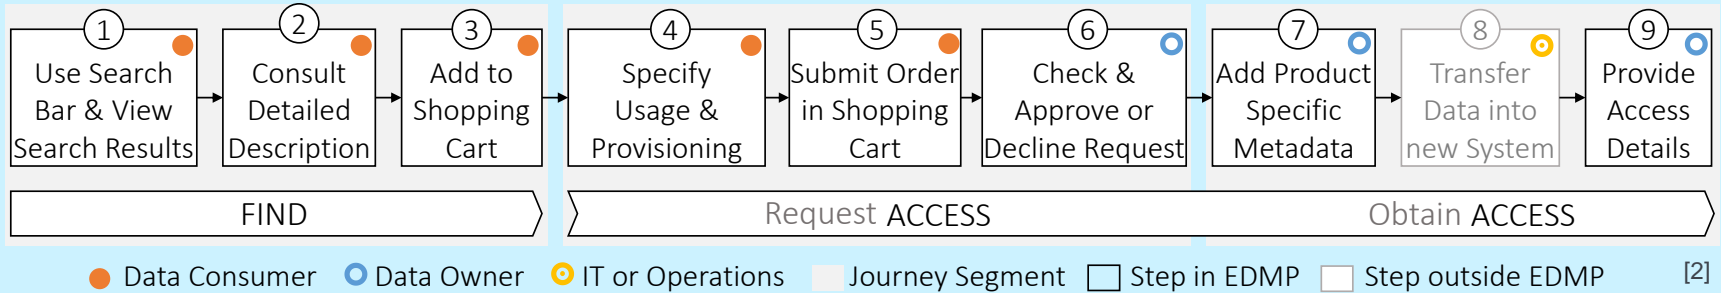 1
Use Search
Bar & View
Search Results
2
Consult
Detailed
Description
3
Add to
Shopping
Cart
4
Specify
Usage &
Provisioning
5
Submit Order
in Shopping
Cart
6
Check &
Approve or
Decline Request
7
Add Product
Specific
Metadata
8
Transfer
Data into
new System
9
Provide
Access
Details
FIND
Request ACCESS
Obtain ACCESS
Data Consumer
Data Owner
IT or Operations
Journey Segment
Step in EDMP
Step outside EDMP
[2]